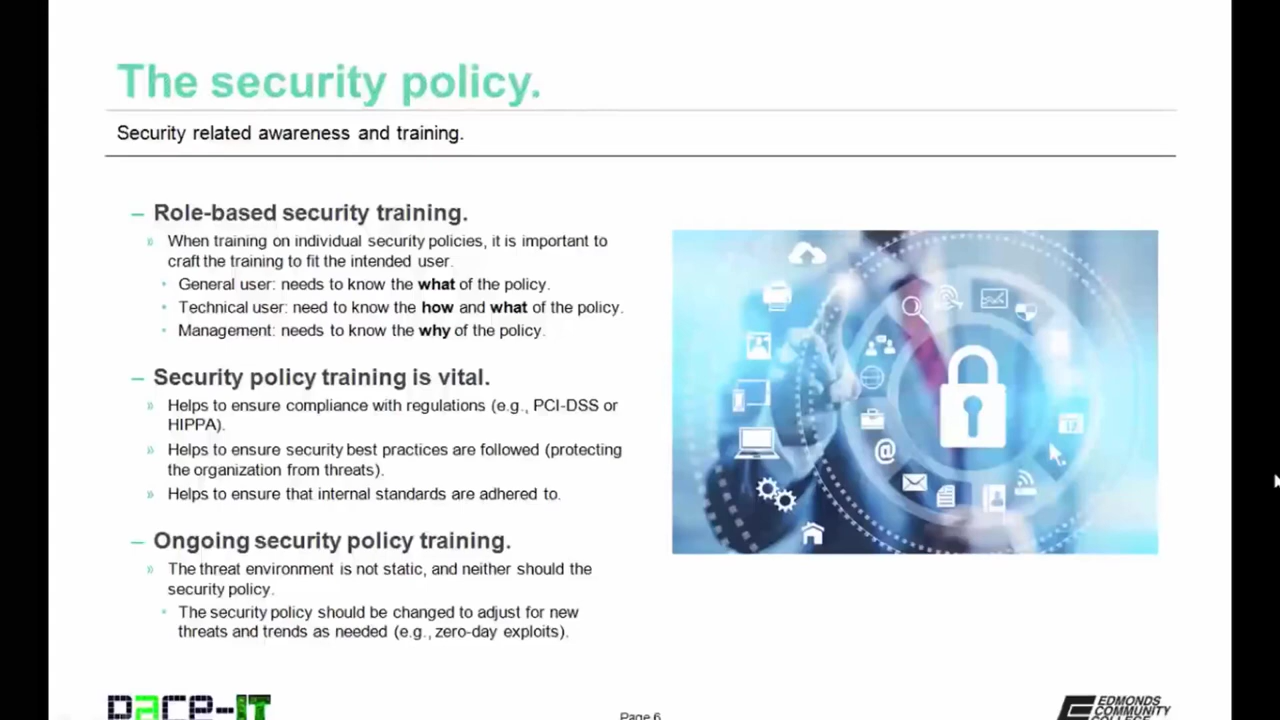 The security policy.
Security related awareness and training.
– Role-based security training.
» When training on individual security policies, it is important to
craft the training to fit the intended user.
• General user: needs to know the what of the policy.
• Technical user: need to know the how and what of the policy.
• Management: needs to know the why of the policy.
– Security policy training is vital.
» Helps to ensure compliance with regulations (e.g., PCI-DSS or
HIPPA).
» Helps to ensure security best practices are followed (protecting
the organization from threats).
» Helps to ensure that internal standards are adhered to.
– Ongoing security policy training.
» The threat environment is not static, and neither should the
security policy.
• The security policy should be changed to adjust for new
threats and trends as needed (e.g., zero-day exploits).
@
17
Pace-IT
Page 6
EDMONDS
COMMUNITY
COLLEGE